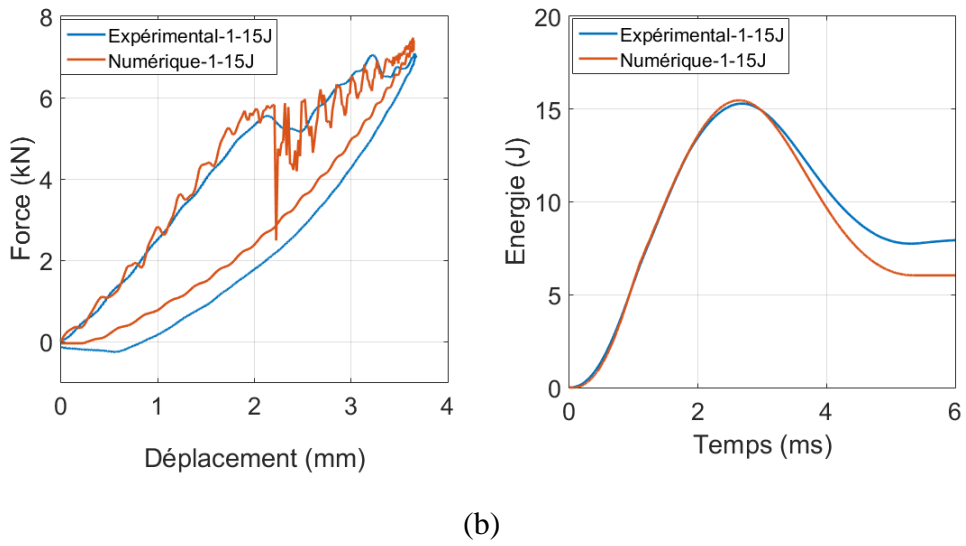 8
6
4
2
0
Force (kN)
Expérimental-1-15J
Numérique-1-15J
0 1 2 3 4
Déplacement (mm)
20
15
10
5
0
Energie (J)
Expérimental-1-15J
Numérique-1-15J
0 2 4 6
Temps (ms)
(b)